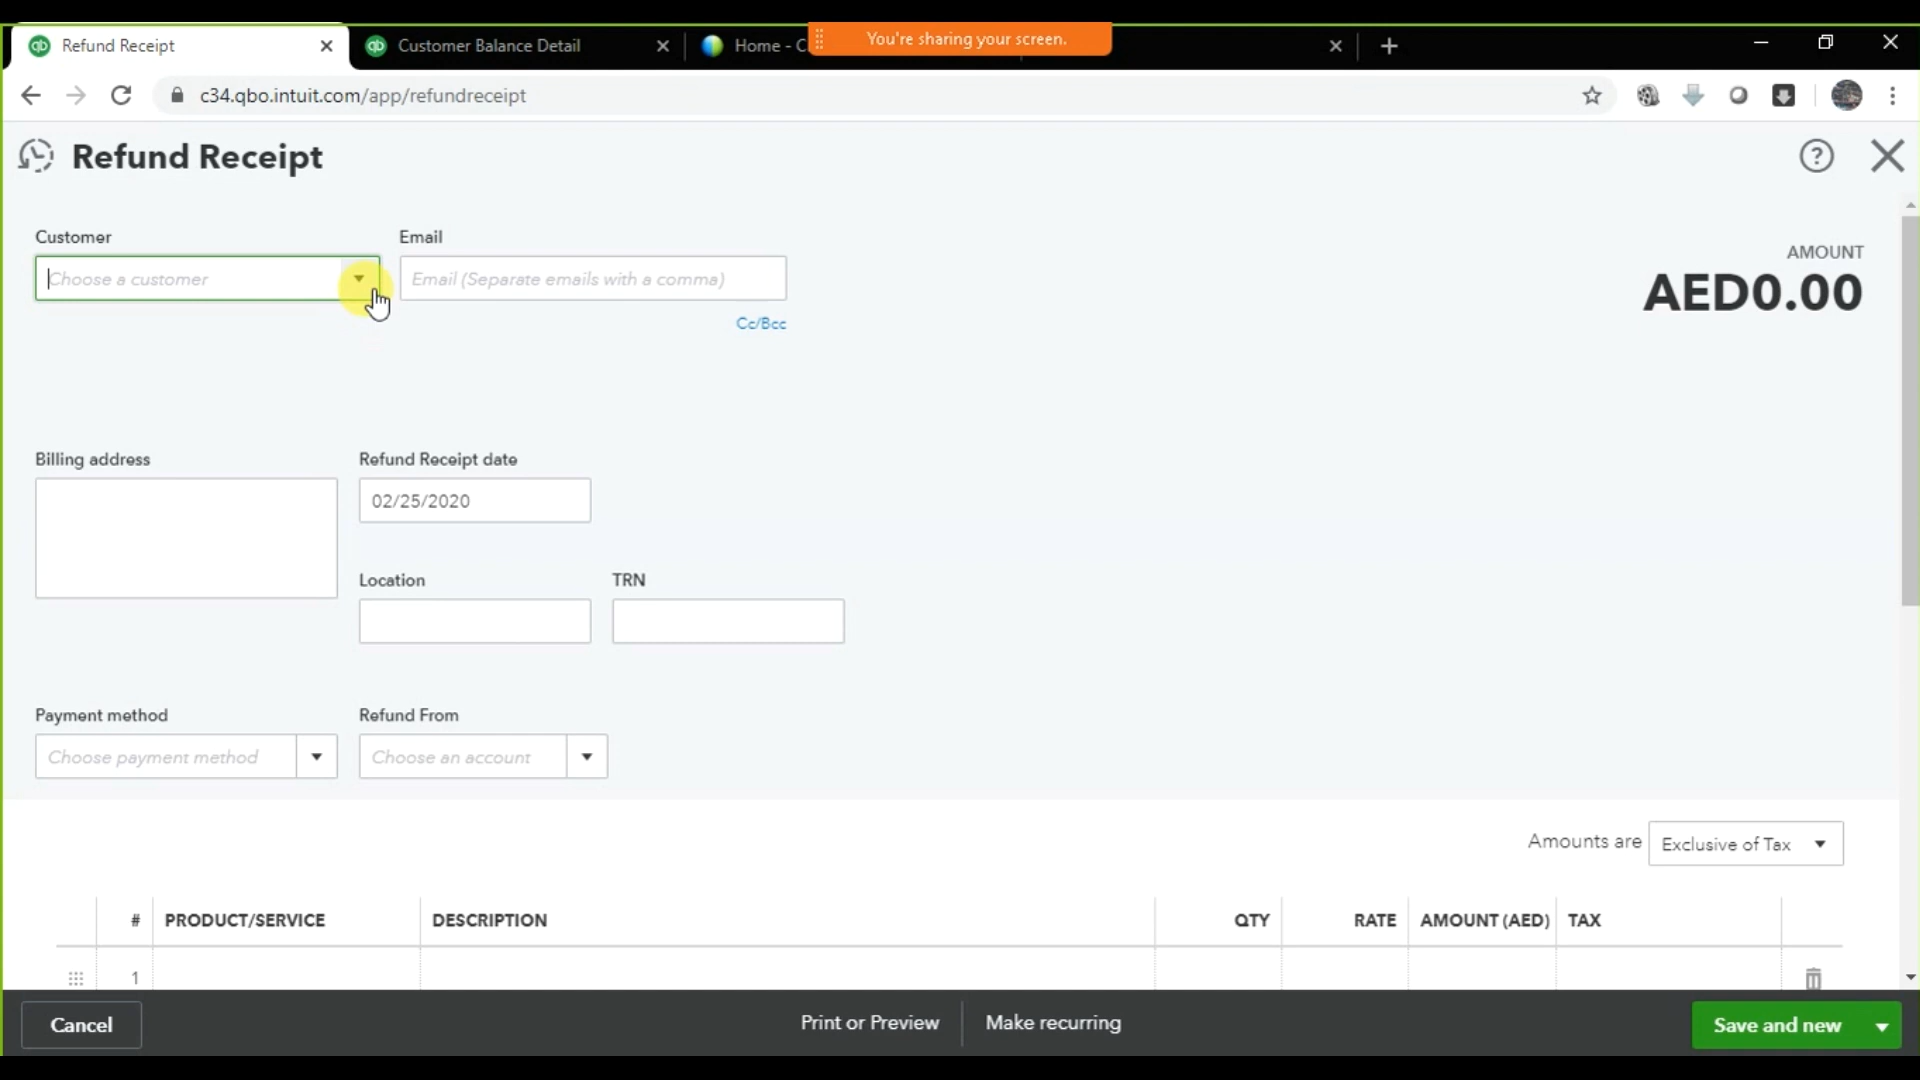 Refund Receipt
Customer Balance Detail
Home - C
You're sharing your screen.
c34.qbo.intuit.com/app/refundreceipt
Refund Receipt
Customer
Email
Choose a customer
Email (Separate emails with a comma)
Cc/Bcc
AMOUNT
AED0.00
Billing address
Refund Receipt date
02/25/2020
Location
TRN
Payment method
Refund From
Choose payment method
Choose an account
Amounts are
Exclusive of Tax
# PRODUCT/SERVICE DESCRIPTION QTY RATE AMOUNT (AED) TAX
1
Cancel
Print or Preview
Make recurring
Save and new